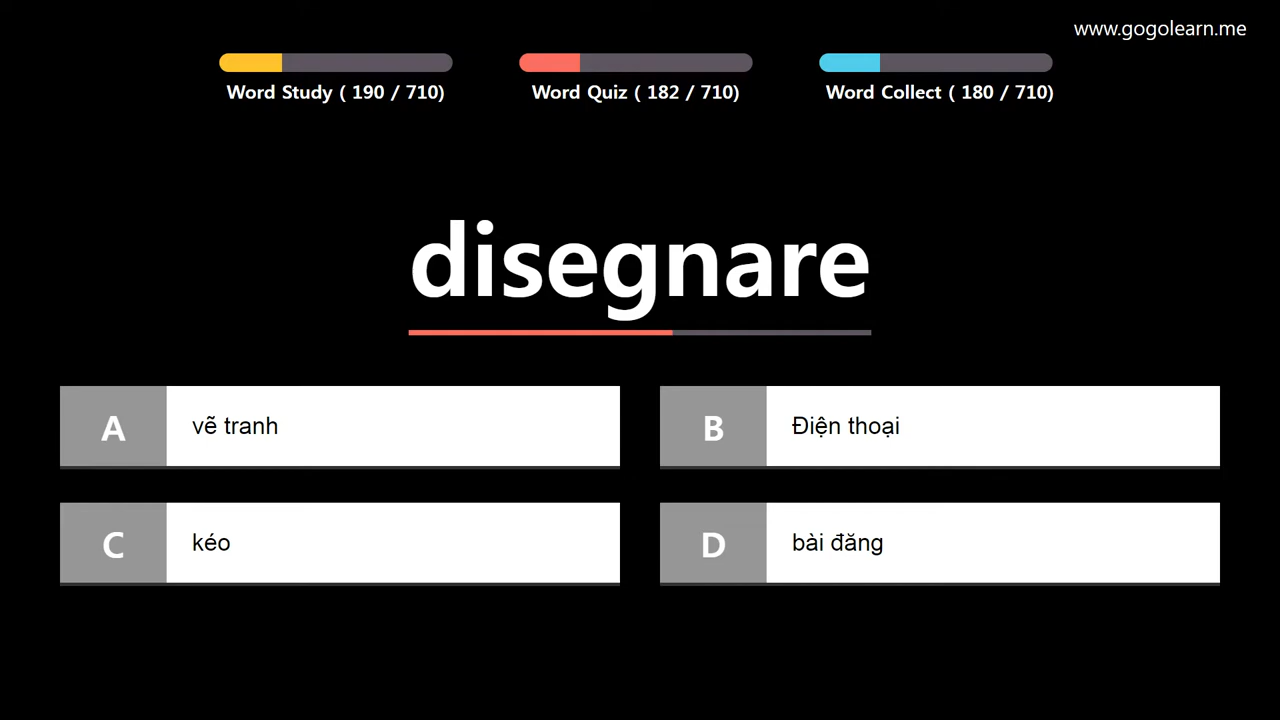 www.gogolearn.me
Word Study ( 190 / 710)
Word Quiz ( 182 / 710)
Word Collect ( 180 / 710)
disegnare
A
vẽ tranh
B
Điện thoại
C
kéo
D
bài đăng